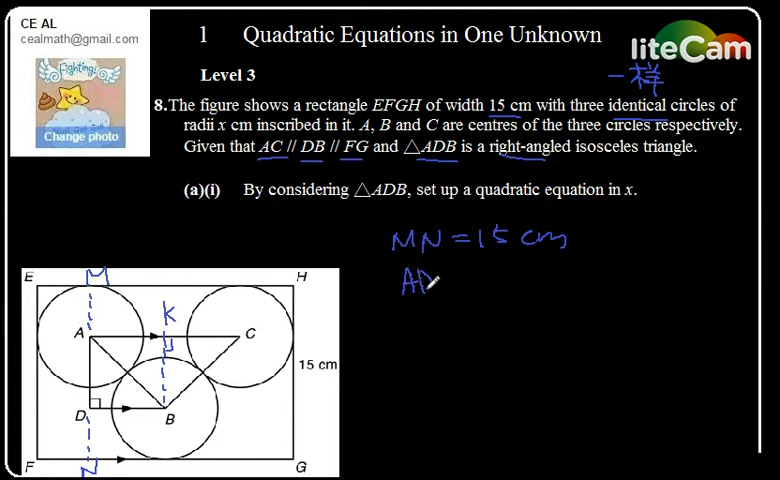 CE AL
cealmath@gmail.com
Fighting!
Change photo
1 Quadratic Equations in One Unknown
liteCam
Level 3
一样
8.The figure shows a rectangle EFGH of width 15 cm with three identical circles of
radii x cm inscribed in it. A, B and C are centres of the three circles respectively.
Given that AC // DB // FG and △ADB is a right-angled isosceles triangle.
(a)(i) By considering △ADB, set up a quadratic equation in x.
MN = 15 cm
AD
E M H
K
A C
15 cm
D B
F N G